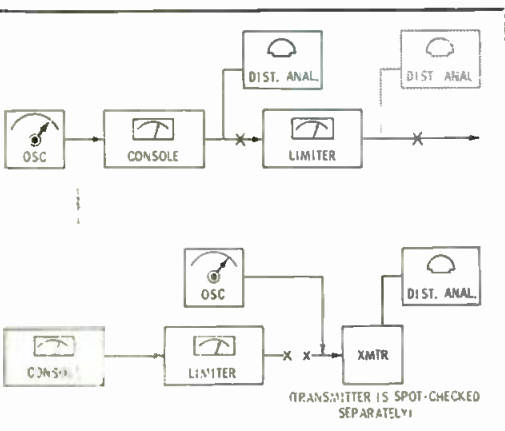 DIST. ANAL.
DIST ANAL
OSC
CONSOLE
LIMITER
OSC
DIST. ANAL.
LIMITER
XMTR
(TRANSMITTER IS SPOT-CHECKED
SEPARATELY)